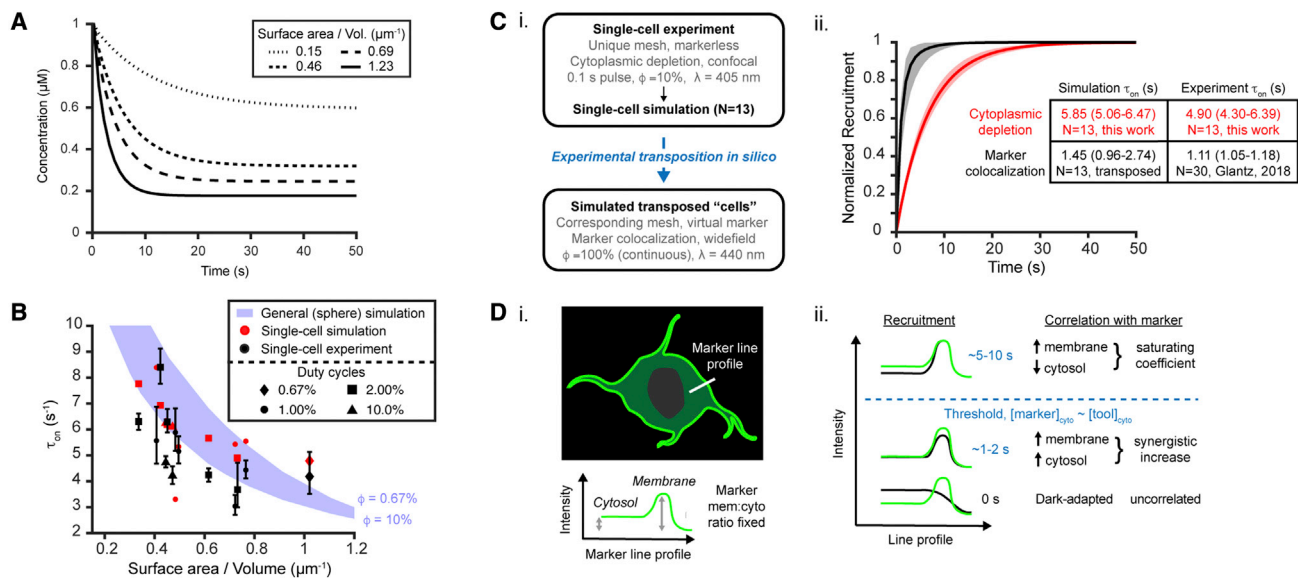 A
Surface area / Vol. (μm⁻¹)
0.15
0.69
0.46
1.23
1
0.8
0.6
0.4
0.2
0
Concentration (μM)
0
10
20
30
40
50
Time (s)
B
General (sphere) simulation
Single-cell simulation
Single-cell experiment
Duty cycles
0.67%
2.00%
1.00%
10.0%
10
9
8
7
6
5
4
3
2
τon (s⁻¹)
ϕ = 0.67%
ϕ = 10%
0.2
0.4
0.6
0.8
1.0
1.2
Surface area / Volume (μm⁻¹)
C
i.
Single-cell experiment
Unique mesh, markerless
Cytoplasmic depletion, confocal
0.1 s pulse, ϕ =10%, λ = 405 nm
Single-cell simulation (N=13)
Experimental transposition in silico
Simulated transposed “cells”
Corresponding mesh, virtual marker
Marker colocalization, widefield
ϕ =100% (continuous), λ = 440 nm
ii.
1
0.8
0.6
0.4
0.2
0
Normalized Recruitment
0
10
20
30
40
50
Time (s)
Simulation τon (s)
Experiment τon (s)
Cytoplasmic depletion
5.85 (5.06-6.47)
N=13, this work
4.90 (4.30-6.39)
N=13, this work
Marker colocalization
1.45 (0.96-2.74)
N=13, transposed
1.11 (1.05-1.18)
N=30, Glantz, 2018
D
i.
Marker line
profile
Intensity
Cytosol
Membrane
Marker
mem:cyto
ratio fixed
Marker line profile
ii.
Recruitment
Correlation with marker
~5-10 s
↑ membrane
↓ cytosol
} saturating
coefficient
Threshold, [marker]cyto ~ [tool]cyto
~1-2 s
↑ membrane
↑ cytosol
} synergistic
increase
0 s
Dark-adapted
uncorrelated
Intensity
Line profile